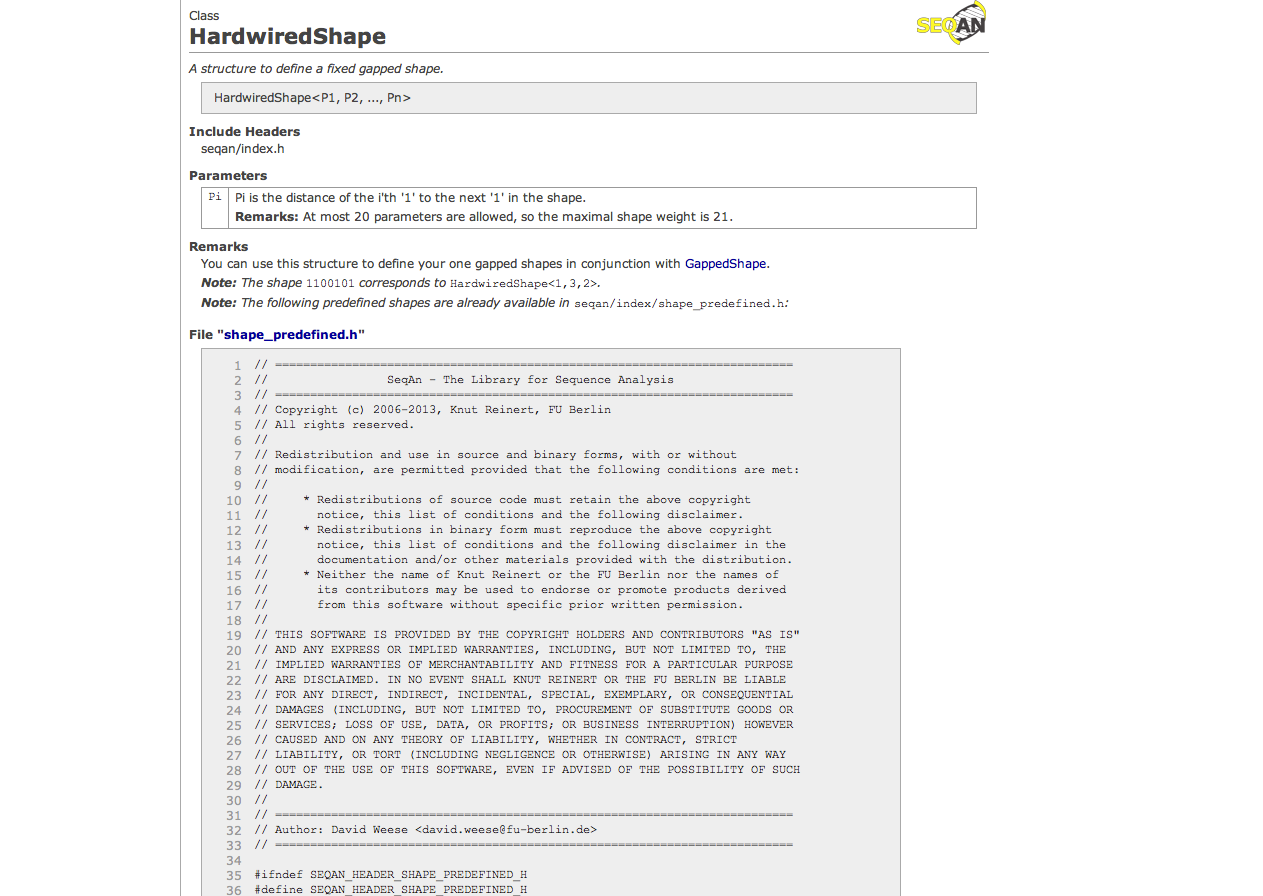 Class
SEQAN
HardwiredShape
A structure to define a fixed gapped shape.
HardwiredShape<P1, P2, ..., Pn>
Include Headers
seqan/index.h
Parameters
Pi Pi is the distance of the i'th '1' to the next '1' in the shape.
Remarks: At most 20 parameters are allowed, so the maximal shape weight is 21.
Remarks
You can use this structure to define your one gapped shapes in conjunction with GappedShape.
Note: The shape 1100101 corresponds to HardwiredShape<1,3,2>.
Note: The following predefined shapes are already available in seqan/index/shape_predefined.h:
File "shape_predefined.h"
1 // ==========================================================================
2 //                 SeqAn - The Library for Sequence Analysis
3 // ==========================================================================
4 // Copyright (c) 2006-2013, Knut Reinert, FU Berlin
5 // All rights reserved.
6 //
7 // Redistribution and use in source and binary forms, with or without
8 // modification, are permitted provided that the following conditions are met:
9 //
10 //     * Redistributions of source code must retain the above copyright
11 //       notice, this list of conditions and the following disclaimer.
12 //     * Redistributions in binary form must reproduce the above copyright
13 //       notice, this list of conditions and the following disclaimer in the
14 //       documentation and/or other materials provided with the distribution.
15 //     * Neither the name of Knut Reinert or the FU Berlin nor the names of
16 //       its contributors may be used to endorse or promote products derived
17 //       from this software without specific prior written permission.
18 //
19 // THIS SOFTWARE IS PROVIDED BY THE COPYRIGHT HOLDERS AND CONTRIBUTORS "AS IS"
20 // AND ANY EXPRESS OR IMPLIED WARRANTIES, INCLUDING, BUT NOT LIMITED TO, THE
21 // IMPLIED WARRANTIES OF MERCHANTABILITY AND FITNESS FOR A PARTICULAR PURPOSE
22 // ARE DISCLAIMED. IN NO EVENT SHALL KNUT REINERT OR THE FU BERLIN BE LIABLE
23 // FOR ANY DIRECT, INDIRECT, INCIDENTAL, SPECIAL, EXEMPLARY, OR CONSEQUENTIAL
24 // DAMAGES (INCLUDING, BUT NOT LIMITED TO, PROCUREMENT OF SUBSTITUTE GOODS OR
25 // SERVICES; LOSS OF USE, DATA, OR PROFITS; OR BUSINESS INTERRUPTION) HOWEVER
26 // CAUSED AND ON ANY THEORY OF LIABILITY, WHETHER IN CONTRACT, STRICT
27 // LIABILITY, OR TORT (INCLUDING NEGLIGENCE OR OTHERWISE) ARISING IN ANY WAY
28 // OUT OF THE USE OF THIS SOFTWARE, EVEN IF ADVISED OF THE POSSIBILITY OF SUCH
29 // DAMAGE.
30 //
31 // ==========================================================================
32 // Author: David Weese <david.weese@fu-berlin.de>
33 // ==========================================================================
34
35 #ifndef SEQAN_HEADER_SHAPE_PREDEFINED_H
36 #define SEQAN_HEADER_SHAPE_PREDEFINED_H